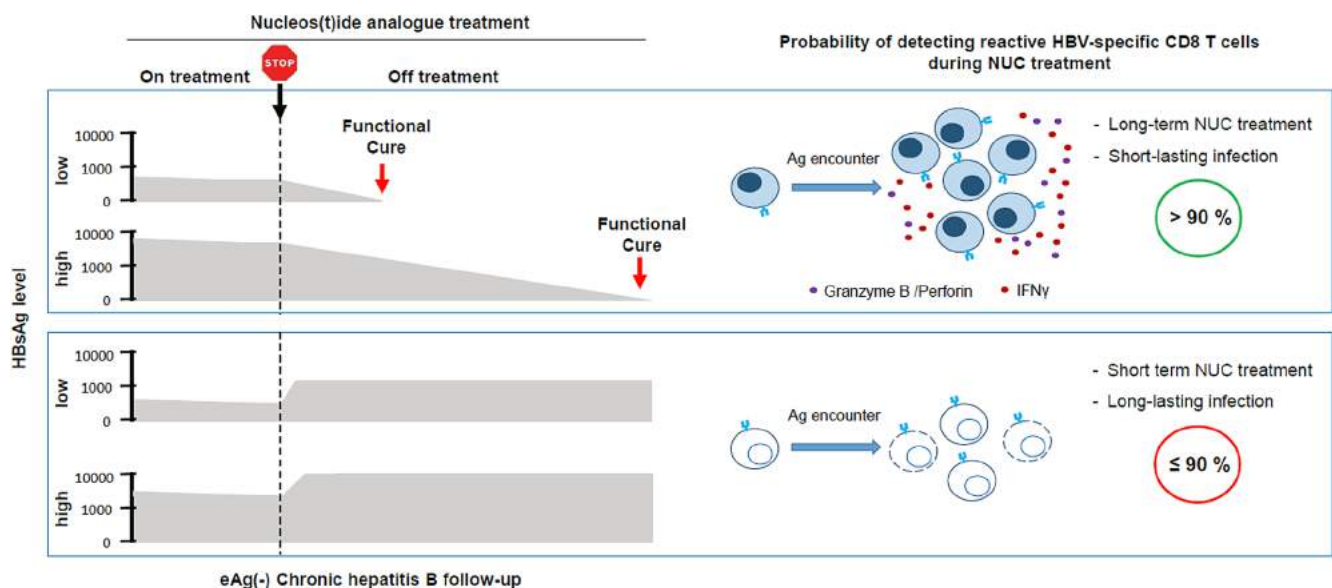 Nucleos(t)ide analogue treatment
STOP
On treatment
Off treatment
Probability of detecting reactive HBV-specific CD8 T cells
during NUC treatment
HBsAg level
low
10000
1000
0
Functional
Cure
high
10000
1000
0
Functional
Cure
Ag encounter
Granzyme B /Perforin
IFNγ
- Long-term NUC treatment
- Short-lasting infection
> 90 %
low
10000
1000
0
high
10000
1000
0
Ag encounter
- Short term NUC treatment
- Long-lasting infection
≤ 90 %
eAg(-) Chronic hepatitis B follow-up